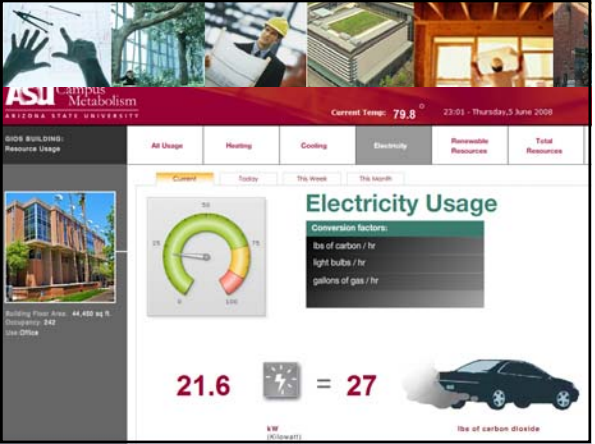 ASU Campus
Metabolism
ARIZONA STATE UNIVERSITY
Current Temp: 79.8 °
23:01 - Thursday,5 June 2008
GIOS BUILDING:
Resource Usage
All Usage
Heating
Cooling
Electricity
Renewable
Resources
Total
Resources
Current
Today
This Week
This Month
Electricity Usage
Conversion factors:
lbs of carbon / hr
light bulbs / hr
gallons of gas / hr
50
25
75
0
100
Building Floor Area: 44,450 sq ft.
Occupancy: 242
Use: Office
21.6 = 27
kW
(Kilowatt)
lbs of carbon dioxide